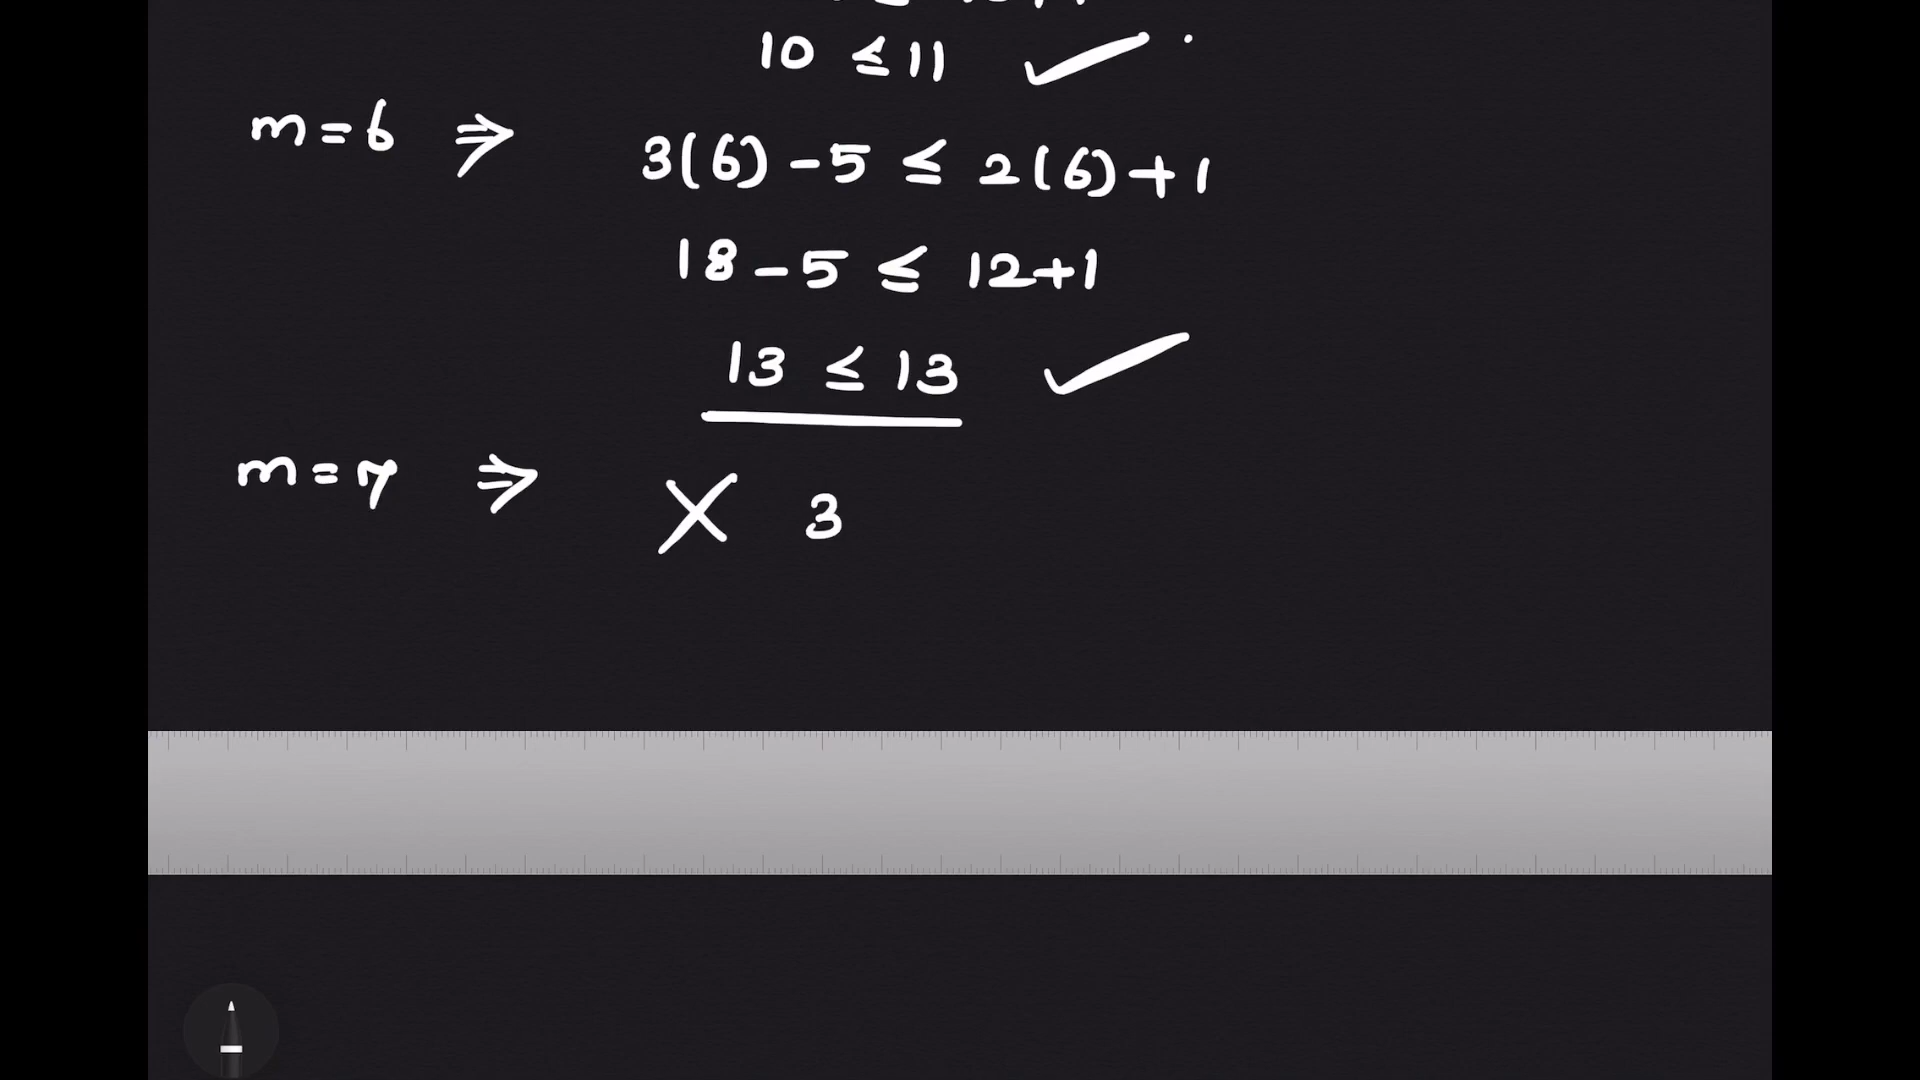 10 ≤ 11 ✓
m = 6 ⇒ 3(6) - 5 ≤ 2(6) + 1
18 - 5 ≤ 12 + 1
13 ≤ 13 ✓
m = 7 ⇒ X 3